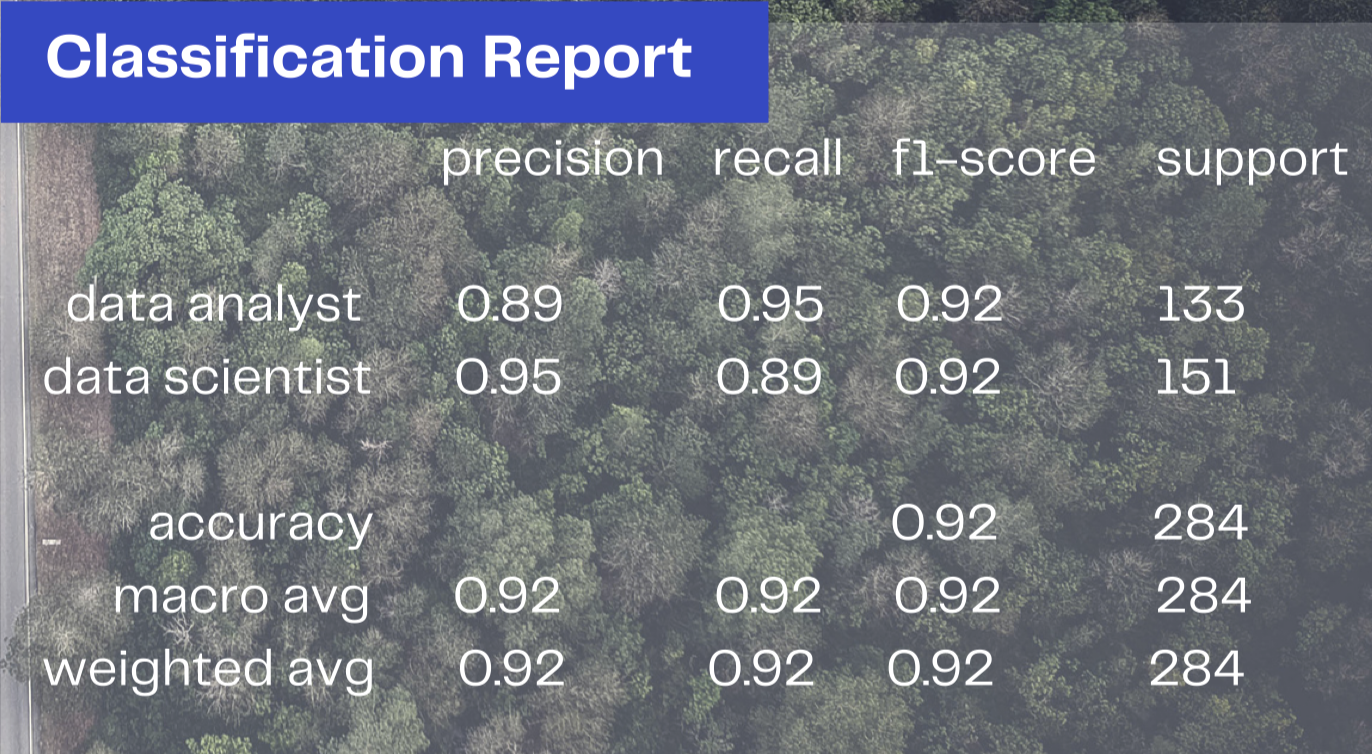 Classification Report
precision recall f1-score support
data analyst 0.89 0.95 0.92 133
data scientist 0.95 0.89 0.92 151
accuracy 0.92 284
macro avg 0.92 0.92 0.92 284
weighted avg 0.92 0.92 0.92 284